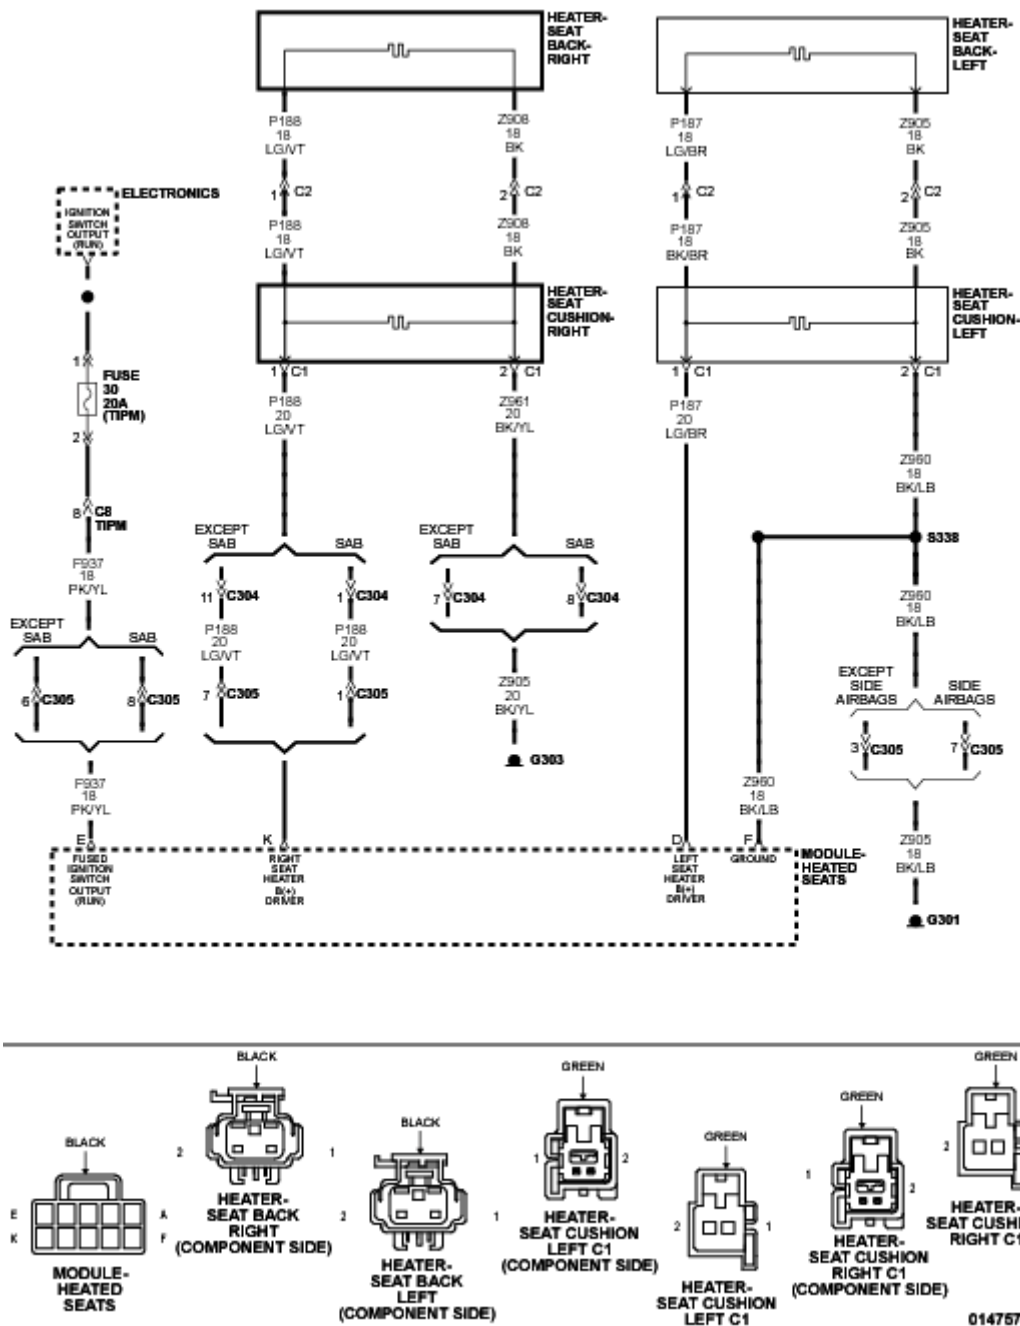 HEATER-
SEAT
BACK-
RIGHT
HEATER-
SEAT
BACK-
LEFT
P188
18
LG/VT
Z908
18
BK
P187
18
LG/BR
Z905
18
BK
1 C2
2 C2
1 C2
2 C2
P188
18
LG/VT
Z908
18
BK
P187
18
BK/BR
Z905
18
BK
ELECTRONICS
IGNITION
SWITCH
OUTPUT
(RUN)
HEATER-
SEAT
CUSHION-
RIGHT
HEATER-
SEAT
CUSHION-
LEFT
1 C1
2 C1
1 C1
2 C1
1
FUSE
30
20A
(TIPM)
2
8 C8
TIPM
P188
20
LG/VT
Z961
20
BK/YL
P187
20
LG/BR
Z960
18
BK/LB
S338
F937
18
PK/YL
EXCEPT
SAB
SAB
EXCEPT
SAB
SAB
11 C304
1 C304
7 C304
8 C304
Z960
18
BK/LB
P188
20
LG/VT
P188
20
LG/VT
EXCEPT
SAB
SAB
6 C305
8 C305
7 C305
1 C305
Z905
20
BK/YL
G303
EXCEPT
SIDE
AIRBAGS
SIDE
AIRBAGS
3 C305
7 C305
F937
18
PK/YL
Z960
18
BK/LB
Z905
18
BK/LB
G301
E
K
D
F
FUSED
IGNITION
SWITCH
OUTPUT
(RUN)
RIGHT
SEAT
HEATER
B(+)
DRIVER
LEFT
SEAT
HEATER
B(+)
DRIVER
GROUND
MODULE-
HEATED
SEATS
BLACK
E
A
K
F
MODULE-
HEATED
SEATS
BLACK
2
1
HEATER-
SEAT BACK
RIGHT
(COMPONENT SIDE)
BLACK
2
1
HEATER-
SEAT BACK
LEFT
(COMPONENT SIDE)
GREEN
1
2
HEATER-
SEAT CUSHION
LEFT C1
(COMPONENT SIDE)
GREEN
2
1
HEATER-
SEAT CUSHION
LEFT C1
GREEN
1
2
HEATER-
SEAT CUSHION
RIGHT C1
(COMPONENT SIDE)
GREEN
2
HEATER-
SEAT CUSHI
RIGHT C1
014757